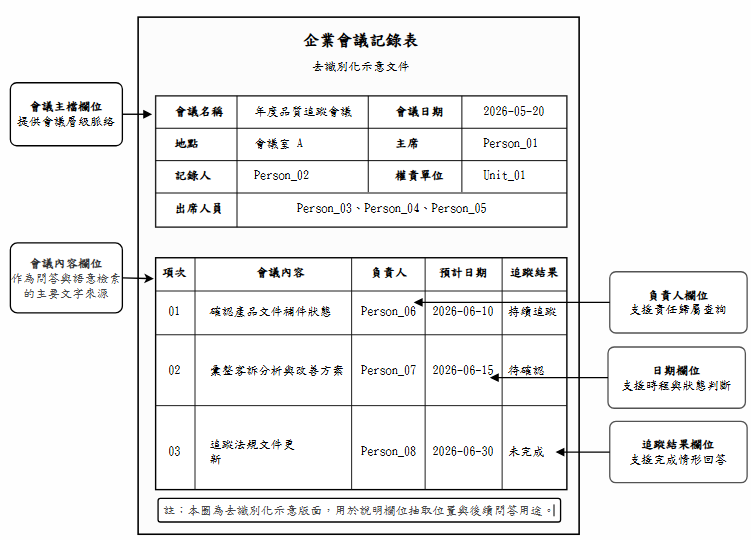 企業會議記錄表
去識別化示意文件
會議主檔欄位
提供會議層級脈絡
會議名稱 年度品質追蹤會議 會議日期 2026-05-20
地點 會議室 A 主席 Person_01
記錄人 Person_02 權責單位 Unit_01
出席人員 Person_03、Person_04、Person_05
會議內容欄位
作為問答與語意檢索
的主要文字來源
項次 會議內容 負責人 預計日期 追蹤結果
01 確認產品文件補件狀態 Person_06 2026-06-10 持續追蹤
02 彙整客訴分析與改善方案 Person_07 2026-06-15 待確認
03 追蹤法規文件更
新 Person_08 2026-06-30 未完成
負責人欄位
支援責任歸屬查詢
日期欄位
支援時程與狀態判斷
追蹤結果欄位
支援完成情形回答
註：本圖為去識別化示意版面，用於說明欄位抽取位置與後續問答用途。